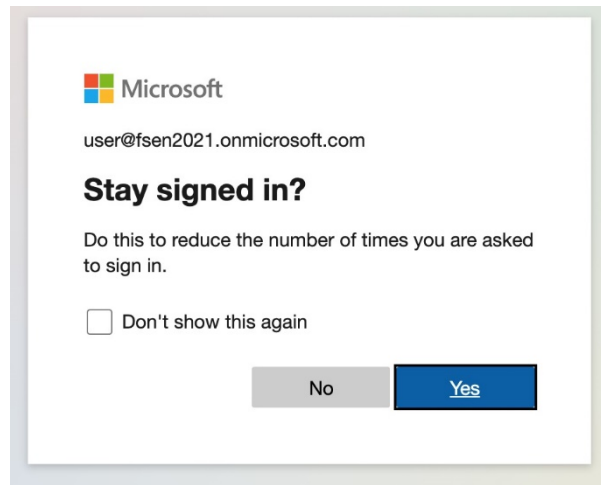 Microsoft
user@fsen2021.onmicrosoft.com
Stay signed in?
Do this to reduce the number of times you are asked
to sign in.
Don't show this again
No
Yes